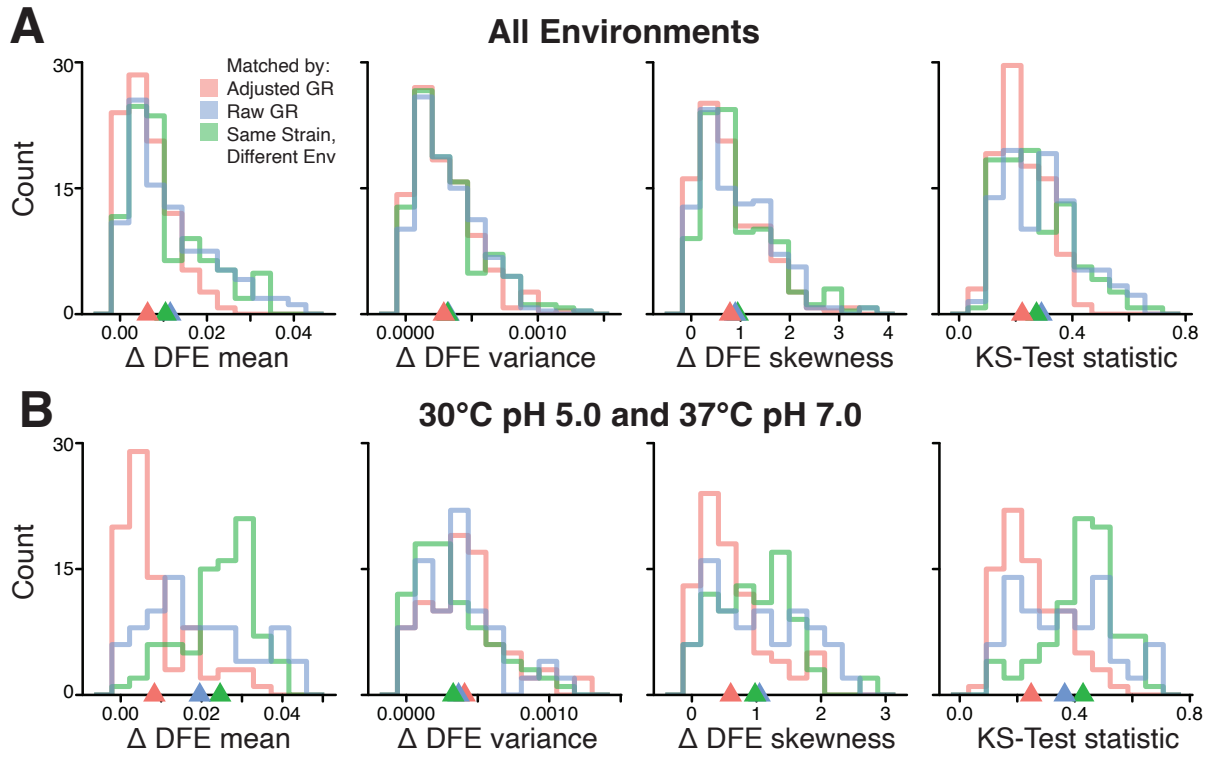 A
All Environments
Matched by:
Adjusted GR
Raw GR
Same Strain,
Different Env
Count
30
15
0
0.00 0.02 0.04
Δ DFE mean
0.0000 0.0010
Δ DFE variance
0 1 2 3 4
Δ DFE skewness
0.0 0.4 0.8
KS-Test statistic
B
30°C pH 5.0 and 37°C pH 7.0
Count
30
15
0
0.00 0.02 0.04
Δ DFE mean
0.0000 0.0010
Δ DFE variance
0 1 2 3
Δ DFE skewness
0.0 0.4 0.8
KS-Test statistic